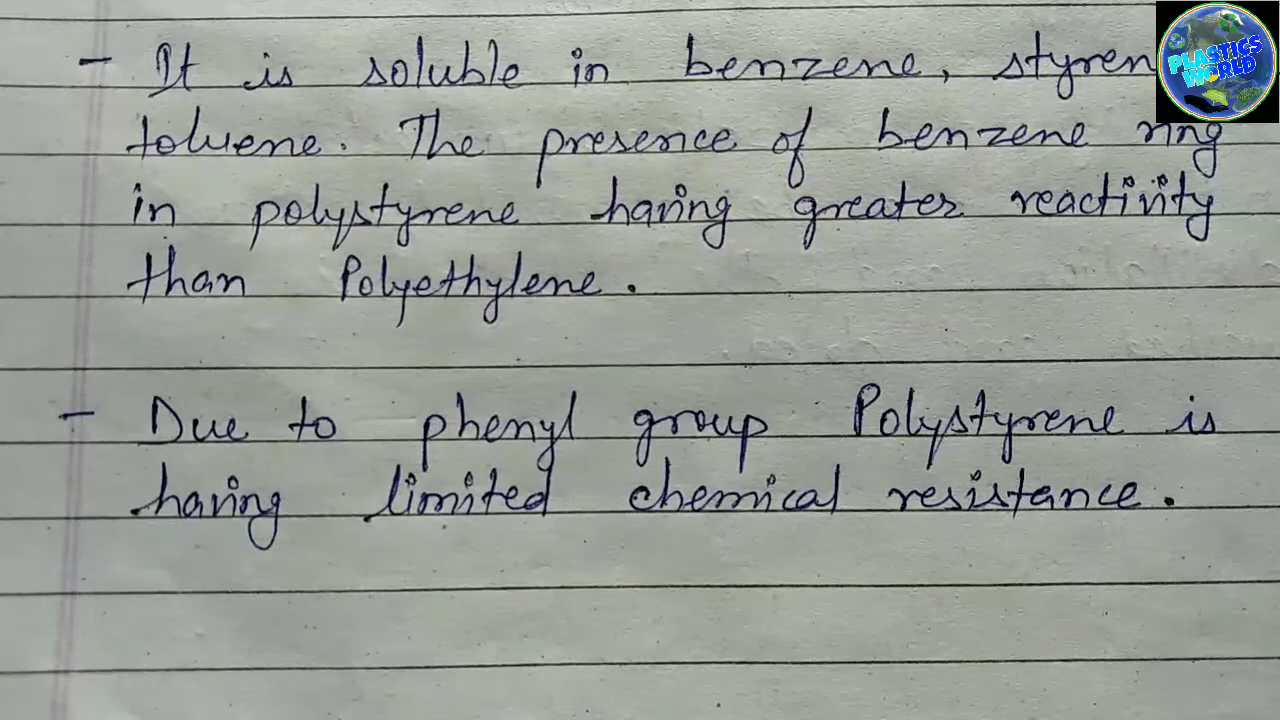 - It is soluble in benzene, styren
toluene. The presence of benzene ring
in polystyrene having greater reactivity
than Polyethylene.
- Due to phenyl group Polystyrene is
having limited chemical resistance.
PLASTICS
WORLD